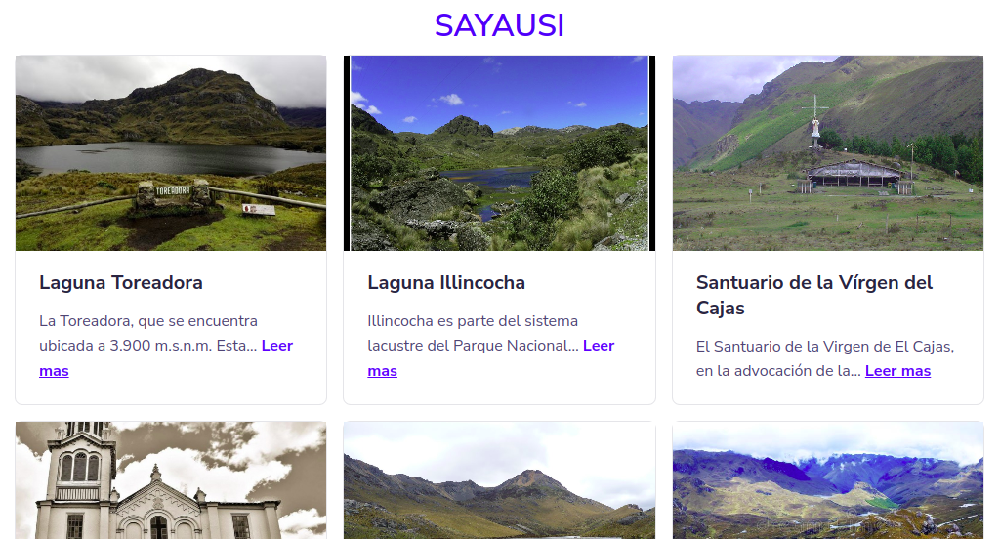 SAYAUSI
TOREADORA
Laguna Toreadora
La Toreadora, que se encuentra
ubicada a 3.900 m.s.n.m. Esta... Leer
mas
Laguna Illincocha
Illincocha es parte del sistema
lacustre del Parque Nacional... Leer
mas
Santuario de la Vírgen del
Cajas
El Santuario de la Virgen de El Cajas,
en la advocación de la... Leer mas